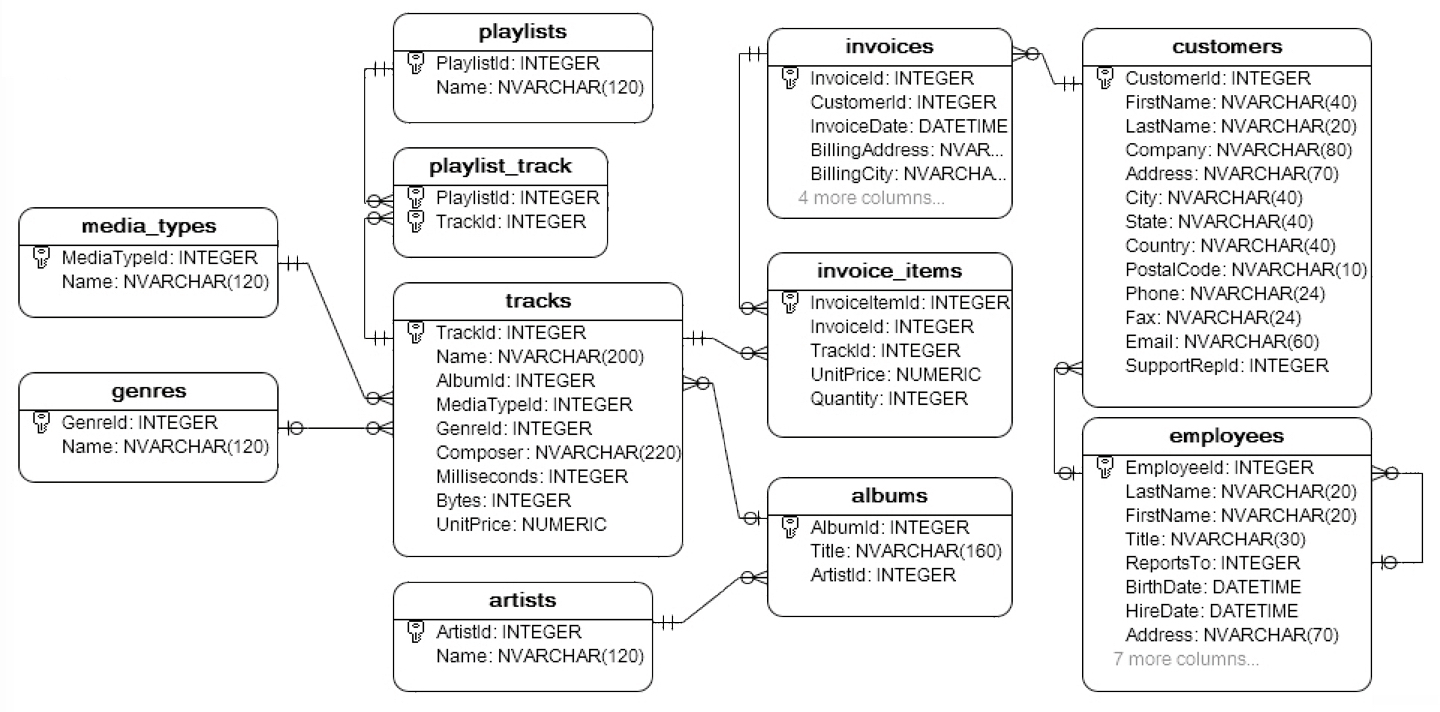 playlists
PlaylistId: INTEGER
Name: NVARCHAR(120)
playlist_track
PlaylistId: INTEGER
TrackId: INTEGER
media_types
MediaTypeId: INTEGER
Name: NVARCHAR(120)
genres
GenreId: INTEGER
Name: NVARCHAR(120)
tracks
TrackId: INTEGER
Name: NVARCHAR(200)
AlbumId: INTEGER
MediaTypeId: INTEGER
GenreId: INTEGER
Composer: NVARCHAR(220)
Milliseconds: INTEGER
Bytes: INTEGER
UnitPrice: NUMERIC
artists
ArtistId: INTEGER
Name: NVARCHAR(120)
invoices
InvoiceId: INTEGER
CustomerId: INTEGER
InvoiceDate: DATETIME
BillingAddress: NVAR...
BillingCity: NVARCHA...
4 more columns...
invoice_items
InvoiceItemId: INTEGER
InvoiceId: INTEGER
TrackId: INTEGER
UnitPrice: NUMERIC
Quantity: INTEGER
albums
AlbumId: INTEGER
Title: NVARCHAR(160)
ArtistId: INTEGER
customers
CustomerId: INTEGER
FirstName: NVARCHAR(40)
LastName: NVARCHAR(20)
Company: NVARCHAR(80)
Address: NVARCHAR(70)
City: NVARCHAR(40)
State: NVARCHAR(40)
Country: NVARCHAR(40)
PostalCode: NVARCHAR(10)
Phone: NVARCHAR(24)
Fax: NVARCHAR(24)
Email: NVARCHAR(60)
SupportRepId: INTEGER
employees
EmployeeId: INTEGER
LastName: NVARCHAR(20)
FirstName: NVARCHAR(20)
Title: NVARCHAR(30)
ReportsTo: INTEGER
BirthDate: DATETIME
HireDate: DATETIME
Address: NVARCHAR(70)
7 more columns...